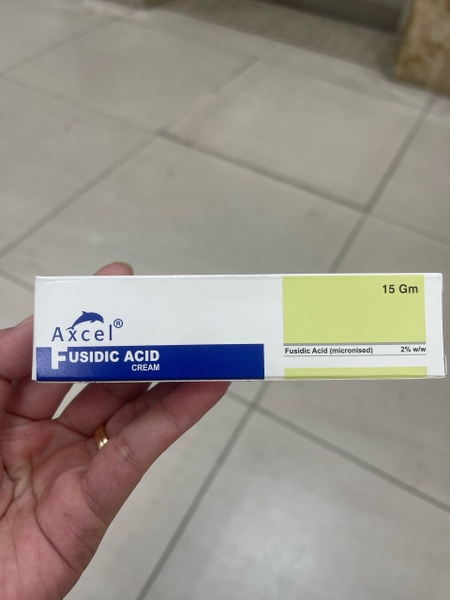 Axcel®
FUSIDIC ACID
CREAM
15 Gm
Fusidic Acid (micronised) 2% w/w